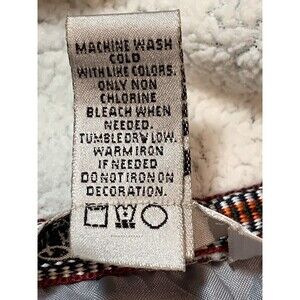 MACHINE WASH
COLD
WITH LIKE COLORS.
ONLY NON
CHLORINE
BLEACH WHEN
NEEDED.
TUMBLE DRY LOW.
WARM IRON
IF NEEDED
DO NOT IRON ON
DECORATION.